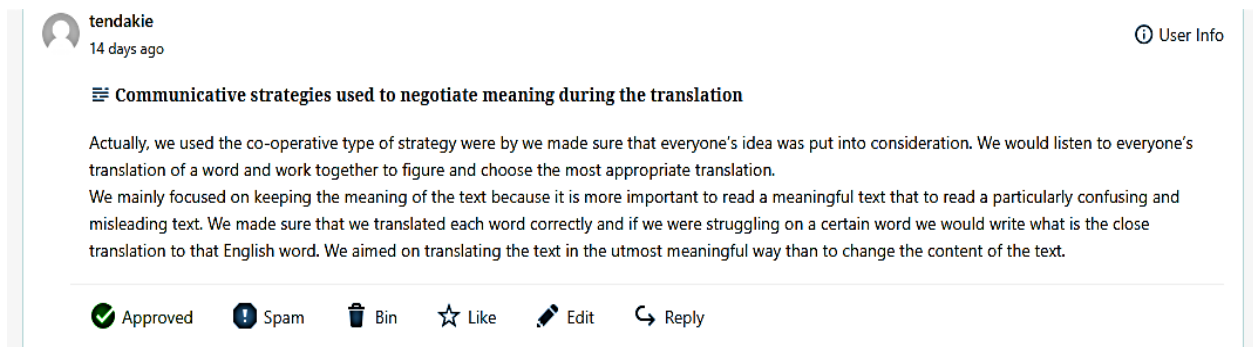 tendakie
14 days ago
User Info
Communicative strategies used to negotiate meaning during the translation
Actually, we used the co-operative type of strategy were by we made sure that everyone's idea was put into consideration. We would listen to everyone's
translation of a word and work together to figure and choose the most appropriate translation.
We mainly focused on keeping the meaning of the text because it is more important to read a meaningful text that to read a particularly confusing and
misleading text. We made sure that we translated each word correctly and if we were struggling on a certain word we would write what is the close
translation to that English word. We aimed on translating the text in the utmost meaningful way than to change the content of the text.
Approved Spam Bin Like Edit Reply